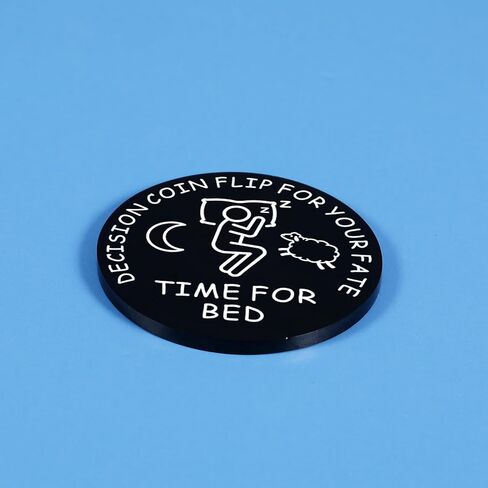 DECISION COIN FLIP FOR YOUR FATE
Z Z
TIME FOR
BED